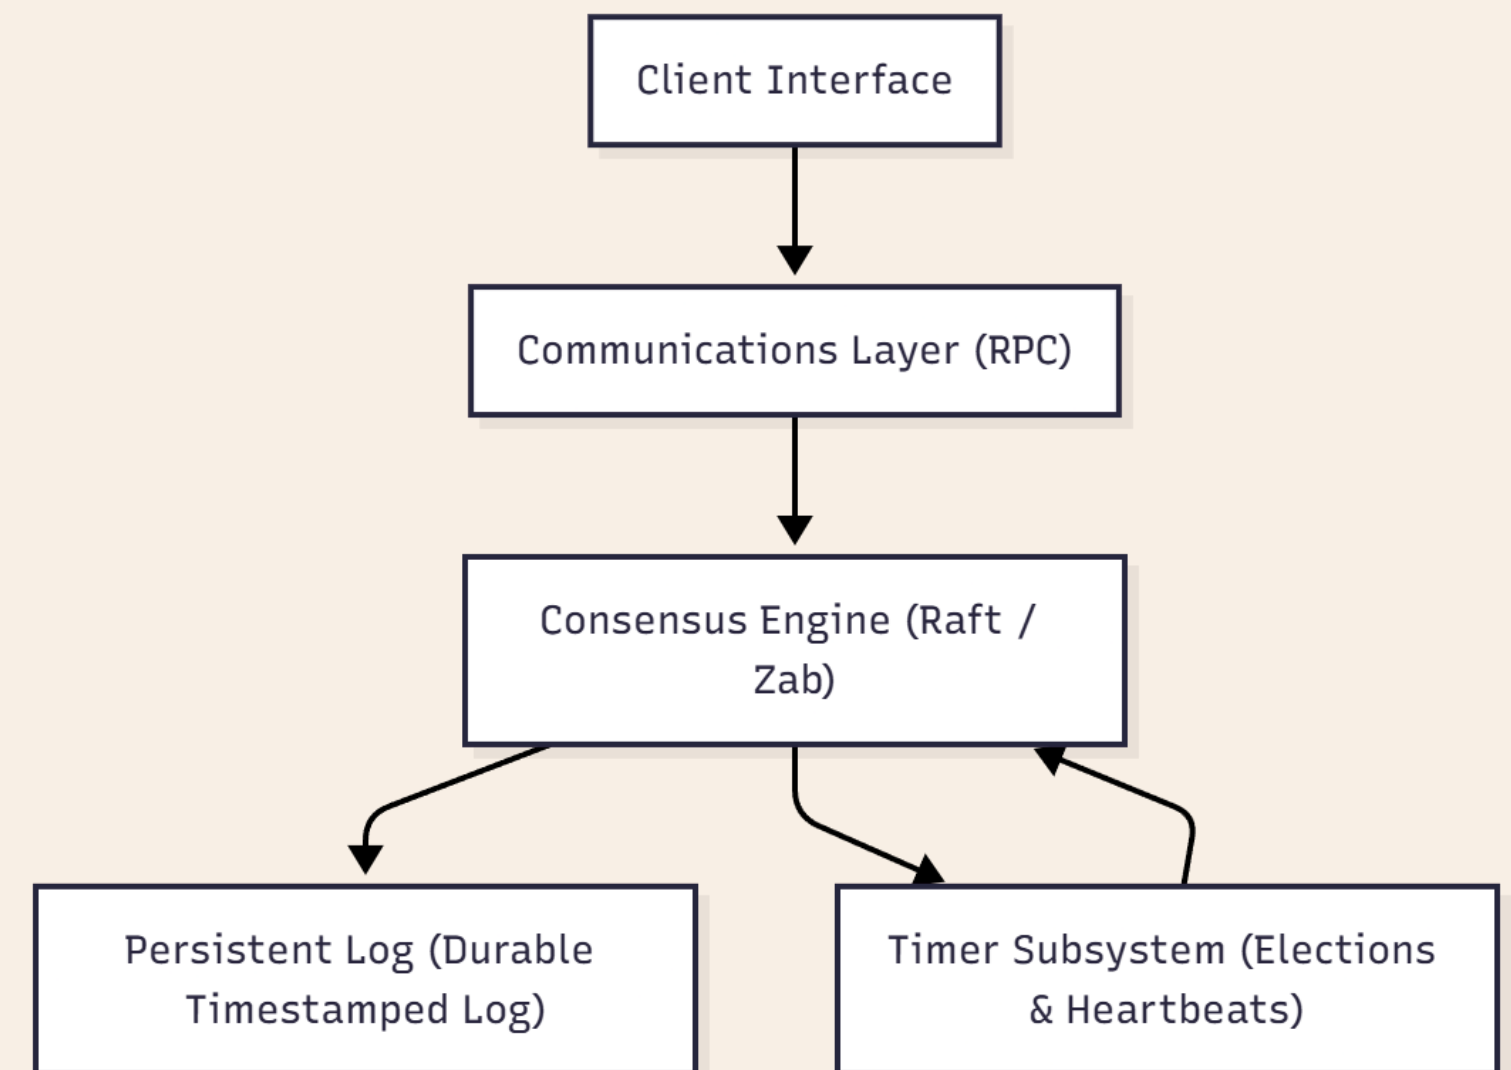 Client Interface
Communications Layer (RPC)
Consensus Engine (Raft /
Zab)
Persistent Log (Durable
Timestamped Log)
Timer Subsystem (Elections
& Heartbeats)